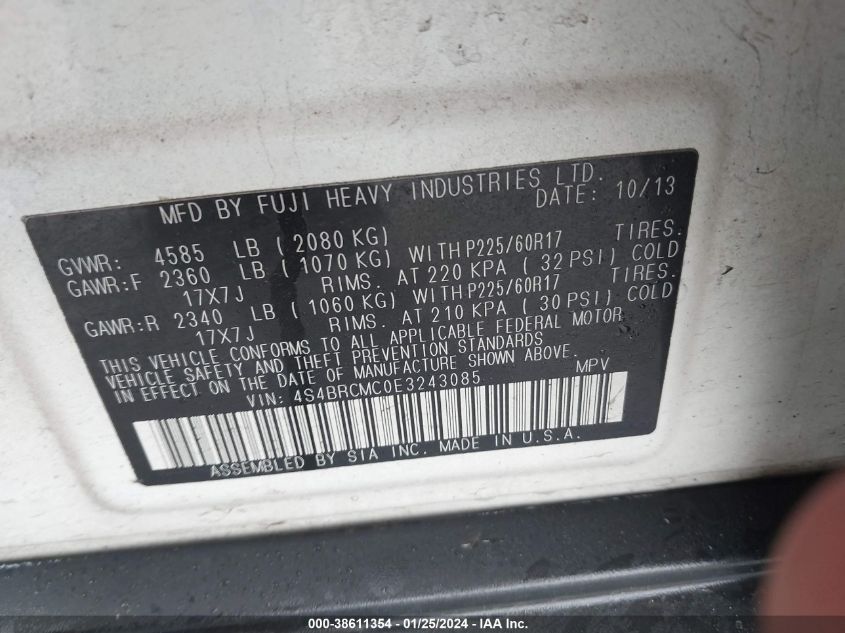 MFD BY FUJI HEAVY INDUSTRIES LTD.
DATE: 10/13
GVWR: 4585 LB (2080 KG)
GAWR:F 2360 LB (1070 KG) WITH P225/60R17 TIRES.
17X7J RIMS. AT 220 KPA (32 PSI) COLD
GAWR:R 2340 LB (1060 KG) WITH P225/60R17 TIRES.
17X7J RIMS. AT 210 KPA (30 PSI) COLD
THIS VEHICLE CONFORMS TO ALL APPLICABLE FEDERAL MOTOR
VEHICLE SAFETY AND THEFT PREVENTION STANDARDS
IN EFFECT ON THE DATE OF MANUFACTURE SHOWN ABOVE.
VIN: 4S4BRCMC0E3243085 MPV
ASSEMBLED BY SIA INC. MADE IN U.S.A.
000-38611354 - 01/25/2024 - IAA Inc.